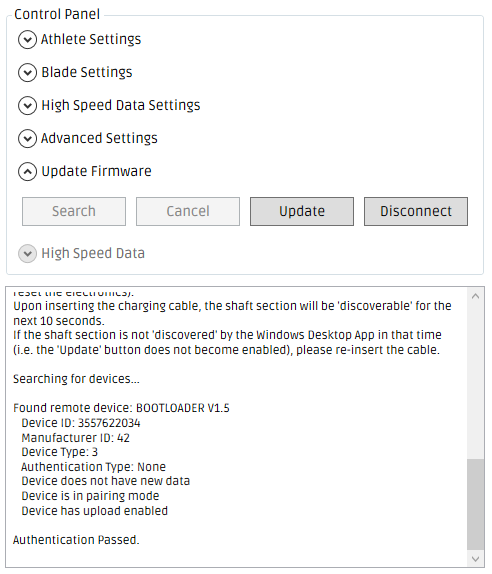 Control Panel
Athlete Settings
Blade Settings
High Speed Data Settings
Advanced Settings
Update Firmware
Search Cancel Update Disconnect
High Speed Data
reset the electronics).
Upon inserting the charging cable, the shaft section will be 'discoverable' for the
next 10 seconds.
If the shaft section is not 'discovered' by the Windows Desktop App in that time
(i.e. the 'Update' button does not become enabled), please re-insert the cable.
Searching for devices...
Found remote device: BOOTLOADER V1.5
Device ID: 3557622034
Manufacturer ID: 42
Device Type: 3
Authentication Type: None
Device does not have new data
Device is in pairing mode
Device has upload enabled
Authentication Passed.